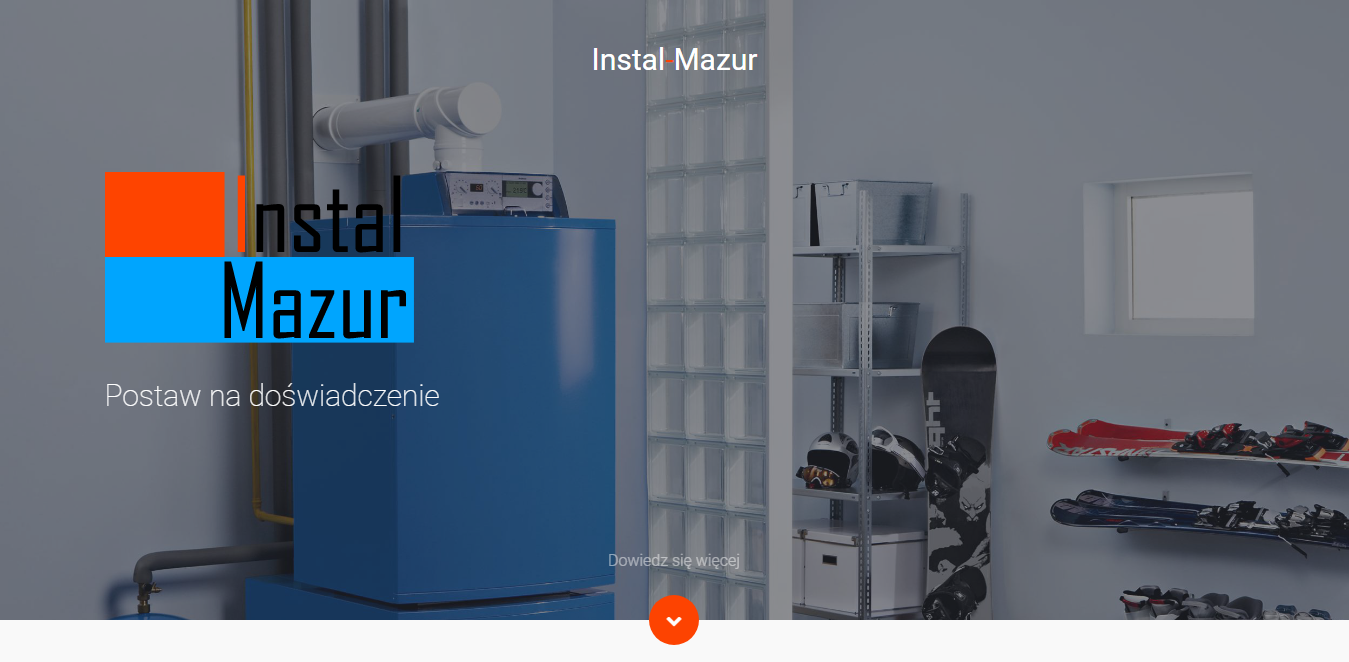 Instal-Mazur
Instal
Mazur
Postaw na doświadczenie
Dowiedz się więcej